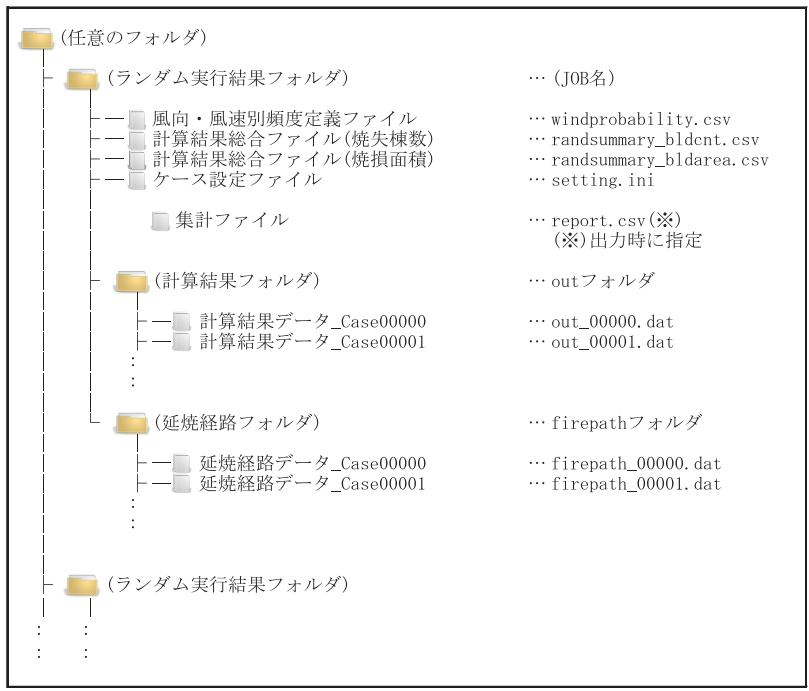 (任意のフォルダ)
(ランダム実行結果フォルダ) … (JOB名)
風向・風速別頻度定義ファイル … windprobability.csv
計算結果総合ファイル(焼失棟数) … randsummary_bldcnt.csv
計算結果総合ファイル(焼損面積) … randsummary_bldarea.csv
ケース設定ファイル … setting.ini
集計ファイル … report.csv(※)
(※)出力時に指定
(計算結果フォルダ) … outフォルダ
計算結果データ_Case00000 … out_00000.dat
計算結果データ_Case00001 … out_00001.dat
:
:
(延焼経路フォルダ) … firepathフォルダ
延焼経路データ_Case00000 … firepath_00000.dat
延焼経路データ_Case00001 … firepath_00001.dat
:
:
(ランダム実行結果フォルダ)
: :
: :